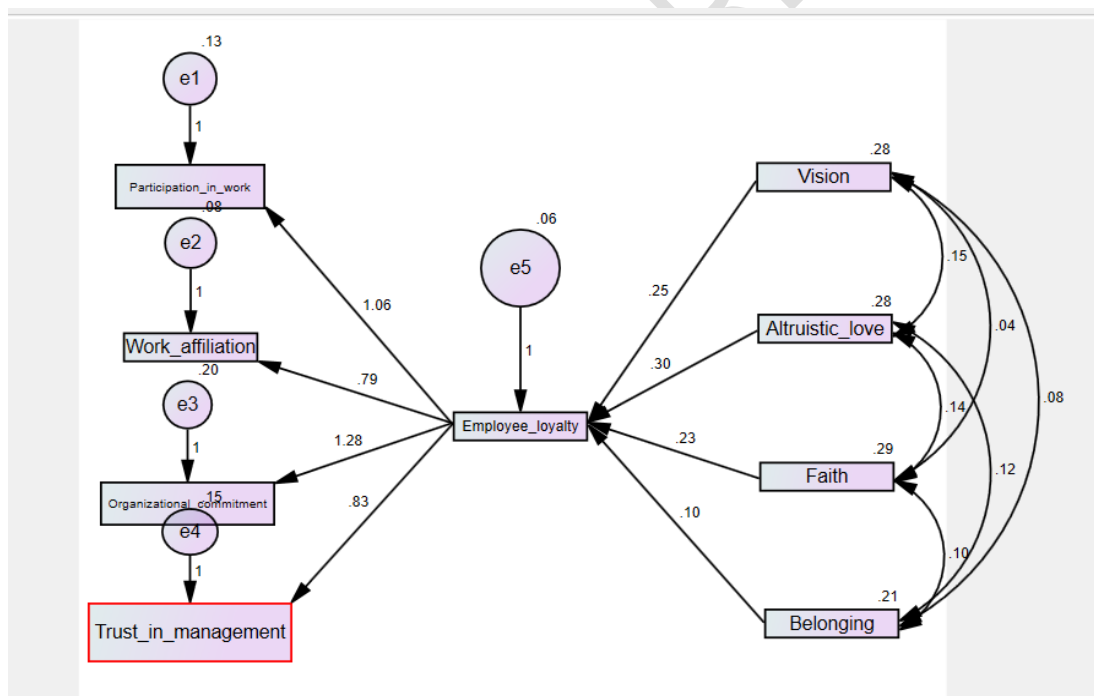 .13
e1
1
Participation_in_work
.08
e2
1
Work_affiliation
.20
e3
1
Organizational_commitment
.15
e4
1
Trust_in_management
1.06
.79
1.28
.83
.06
e5
1
Employee_loyalty
.25
.30
.23
.10
.28
Vision
.28
Altruistic_love
.29
Faith
.21
Belonging
.15
.04
.14
.08
.12
.10